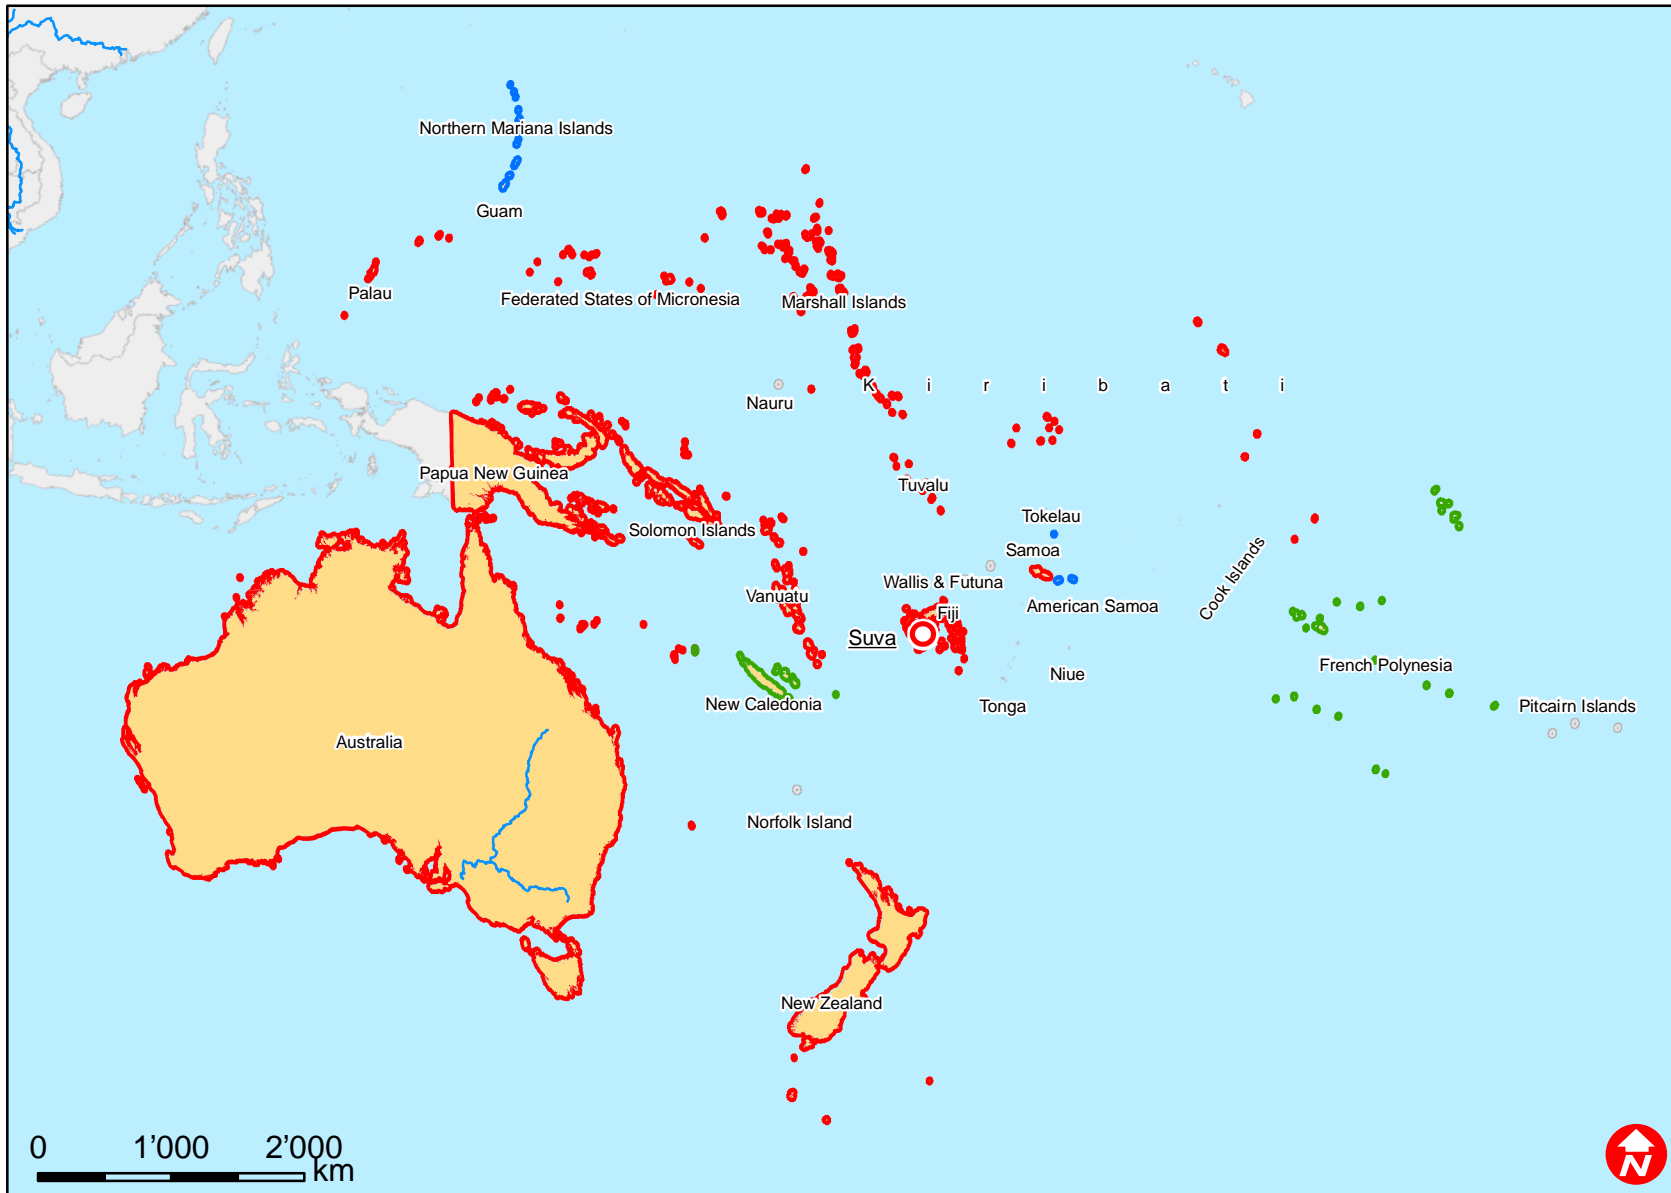 Northern Mariana Islands
Guam
Palau
Federated States of Micronesia
Marshall Islands
Nauru
K i r i b a t i
Papua New Guinea
Tuvalu
Solomon Islands
Tokelau
Samoa
Wallis & Futuna
Vanuatu
Fiji
American Samoa
Cook Islands
Suva
French Polynesia
Niue
New Caledonia
Tonga
Pitcairn Islands
Australia
Norfolk Island
New Zealand
0 1'000 2'000
km
N